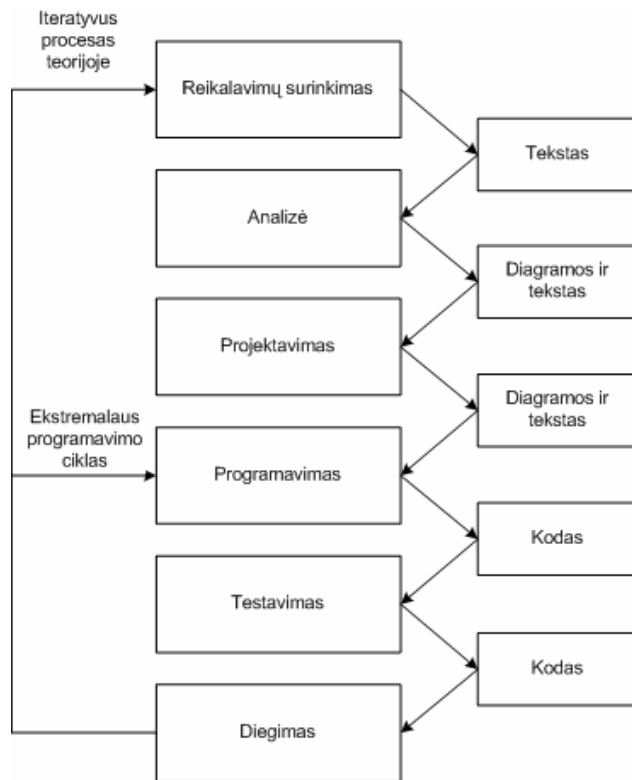 Iteratyvus
procesas
teorijoje
Reikalavimų surinkimas
Tekstas
Analizė
Diagramos ir
tekstas
Projektavimas
Diagramos ir
tekstas
Ekstremalaus
programavimo
ciklas
Programavimas
Kodas
Testavimas
Kodas
Diegimas